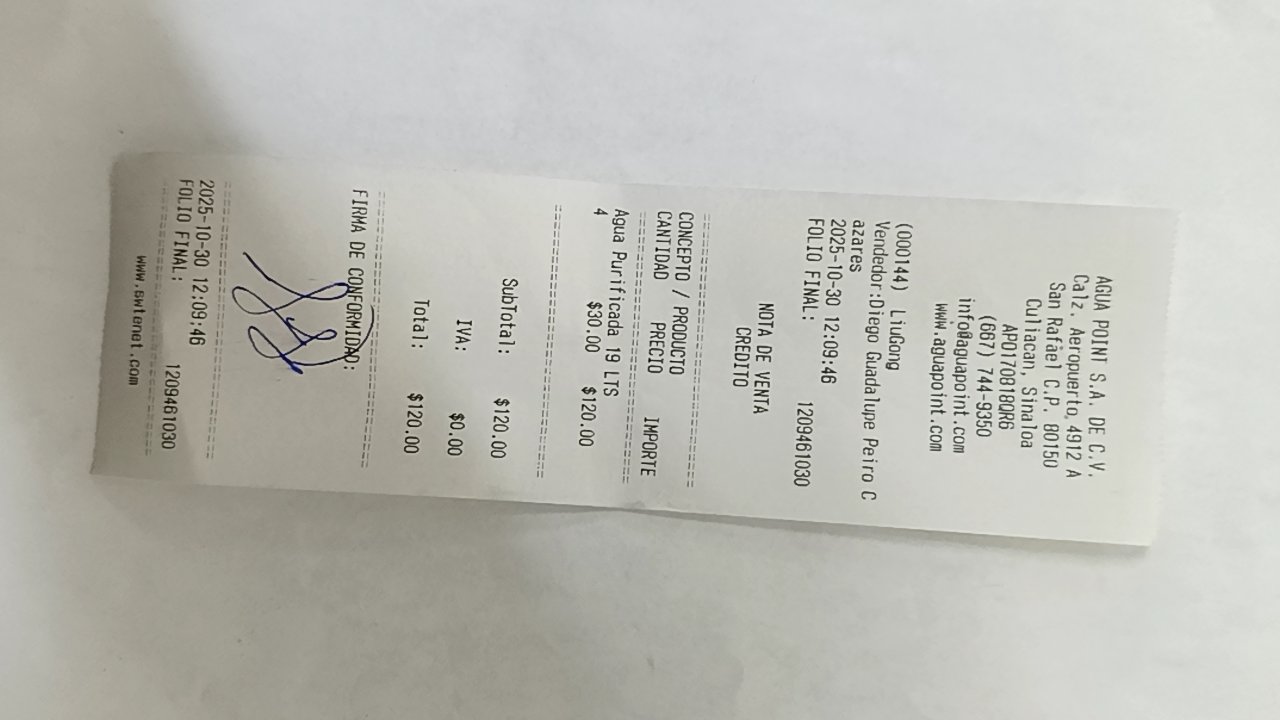 AGUA POINT S.A. DE C.V.
Calz. Aeropuerto, 4912 A
San Rafael C.P. 80150
Culiacan, Sinaloa
APO170818QR6
(667) 744-9350
info@aguapoint.com
www.aguapoint.com
(000144) LiuGong
Vendedor:Diego Guadalupe Peiro C
azares
2025-10-30 12:09:46
FOLIO FINAL: 1209461030
NOTA DE VENTA
CREDITO
CONCEPTO / PRODUCTO
CANTIDAD PRECIO IMPORTE
Agua Purificada 19 LTS
4 $30.00 $120.00
SubTotal: $120.00
IVA: $0.00
Total: $120.00
FIRMA DE CONFORMIDAD:
2025-10-30 12:09:46
FOLIO FINAL: 1209461030